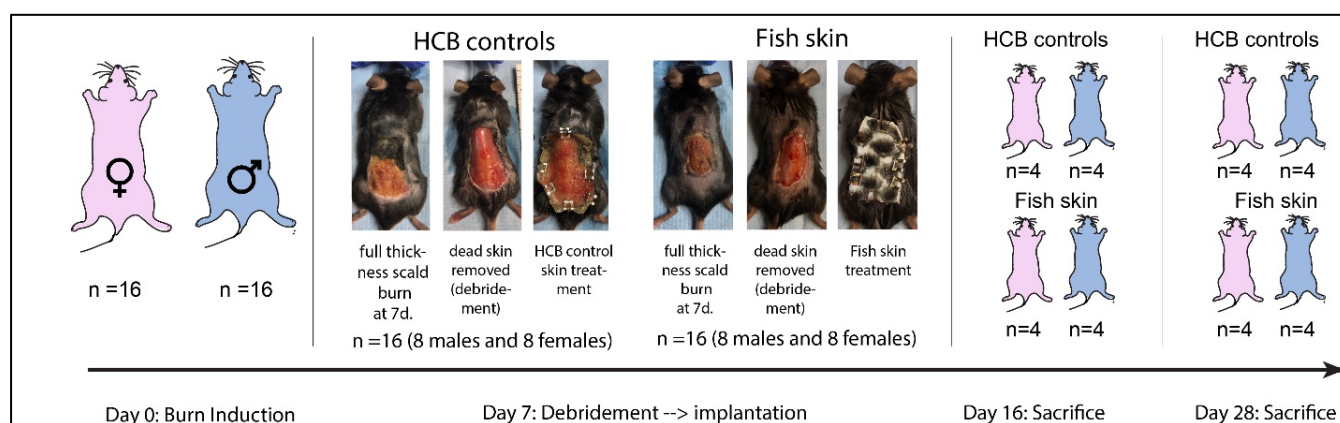 HCB controls
Fish skin
HCB controls
HCB controls
n=4
n=4
n=4
n=4
Fish skin
Fish skin
♀
♂
n =16
n =16
full thick-
ness scald
burn
at 7d.
dead skin
removed
(debride-
ment)
HCB control
skin treat-
ment
full thick-
ness scald
burn
at 7d.
dead skin
removed
(debride-
ment)
Fish skin
treatment
n =16 (8 males and 8 females)
n =16 (8 males and 8 females)
n=4
n=4
n=4
n=4
Day 0: Burn Induction
Day 7: Debridement --> implantation
Day 16: Sacrifice
Day 28: Sacrifice